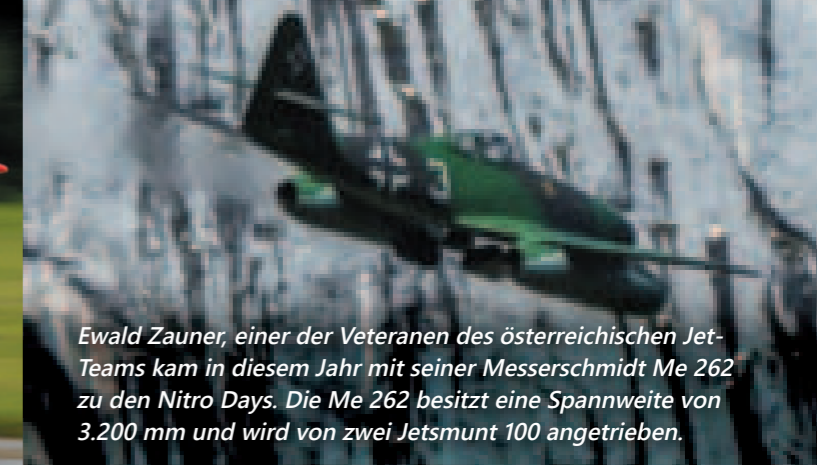 Ewald Zauner, einer der Veteranen des österreichischen Jet-
Teams kam in diesem Jahr mit seiner Messerschmidt Me 262
zu den Nitro Days. Die Me 262 besitzt eine Spannweite von
3.200 mm und wird von zwei Jetsmunt 100 angetrieben.